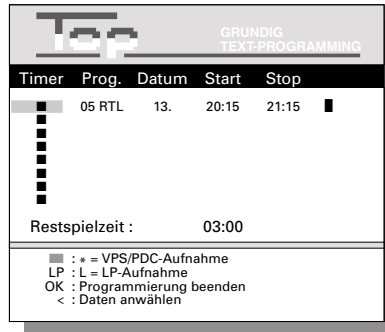 Top
GRUNDIG
TEXT-PROGRAMMING
Timer Prog. Datum Start Stop
05 RTL 13. 20:15 21:15
Restspielzeit : 03:00
: * = VPS/PDC-Aufnahme
LP : L = LP-Aufnahme
OK : Programmierung beenden
< : Daten anwählen